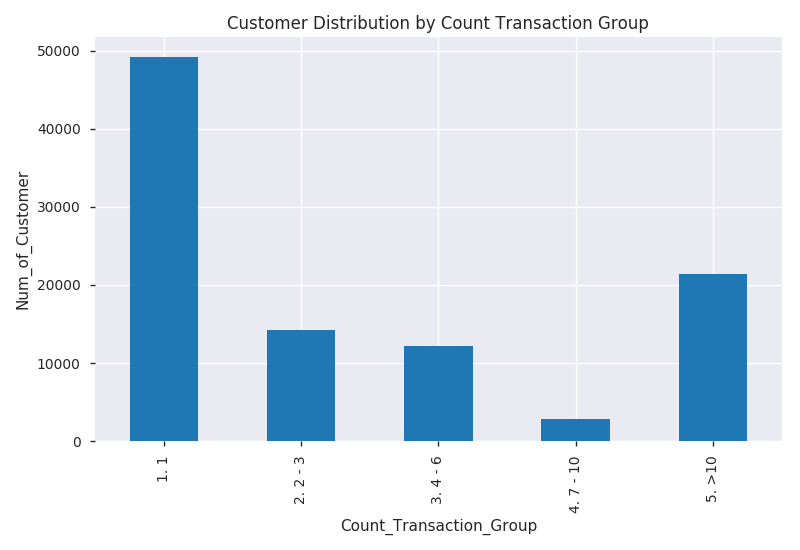 Customer Distribution by Count Transaction Group
Num_of_Customer
50000
40000
30000
20000
10000
0
1. 1
2. 2 - 3
3. 4 - 6
4. 7 - 10
5. >10
Count_Transaction_Group